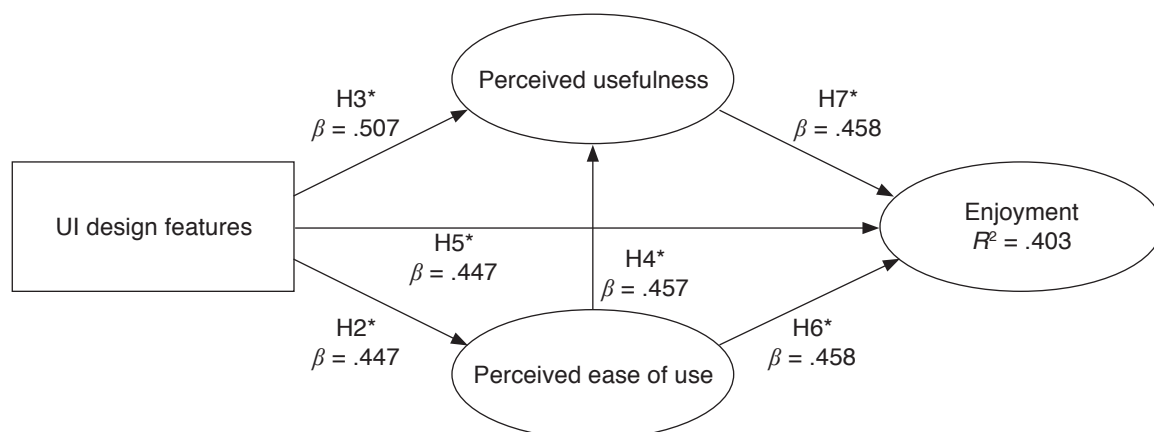 Perceived usefulness
H3*
β = .507
H7*
β = .458
UI design features
Enjoyment
R² = .403
H5*
β = .447
H4*
β = .457
H2*
β = .447
Perceived ease of use
H6*
β = .458